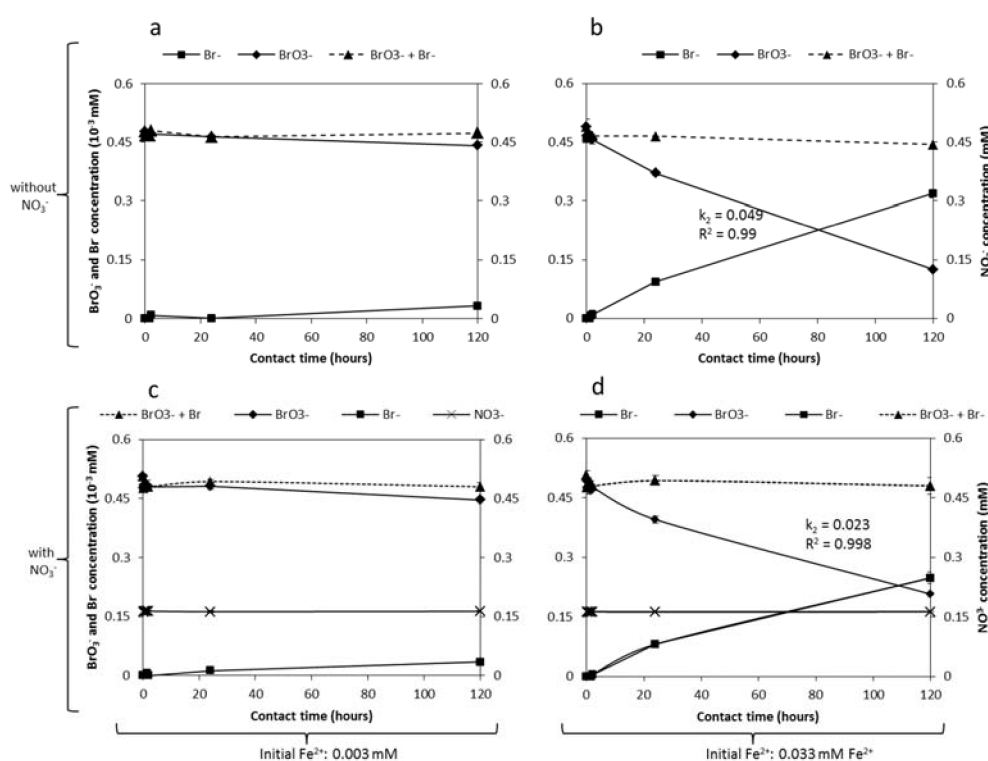 a
Br- BrO3- BrO3- + Br-
0.6 0.6
0.45 0.45
0.3 0.3
0.15 0.15
0 0
0 20 40 60 80 100 120
Contact time (hours)
BrO₃⁻ and Br⁻ concentration (10⁻³ mM)
without
NO₃⁻
b
Br- BrO3- BrO3- + Br-
0.6 0.6
0.45 0.45
0.3 0.3
0.15 0.15
0 0
k₂ = 0.049
R² = 0.99
0 20 40 60 80 100 120
Contact time (hours)
NO₃⁻ concentration (mM)
c
BrO3- + Br BrO3- Br- NO3-
0.6 0.6
0.45 0.45
0.3 0.3
0.15 0.15
0 0
0 20 40 60 80 100 120
Contact time (hours)
BrO₃⁻ and Br⁻ concentration (10⁻³ mM)
with
NO₃⁻
Initial Fe²⁺: 0.003 mM
d
Br- BrO3- Br- BrO3- + Br-
0.6 0.6
0.45 0.45
0.3 0.3
0.15 0.15
0 0
k₂ = 0.023
R² = 0.998
0 20 40 60 80 100 120
Contact time (hours)
NO³⁻ concentration (mM)
Initial Fe²⁺: 0.033 mM Fe²⁺